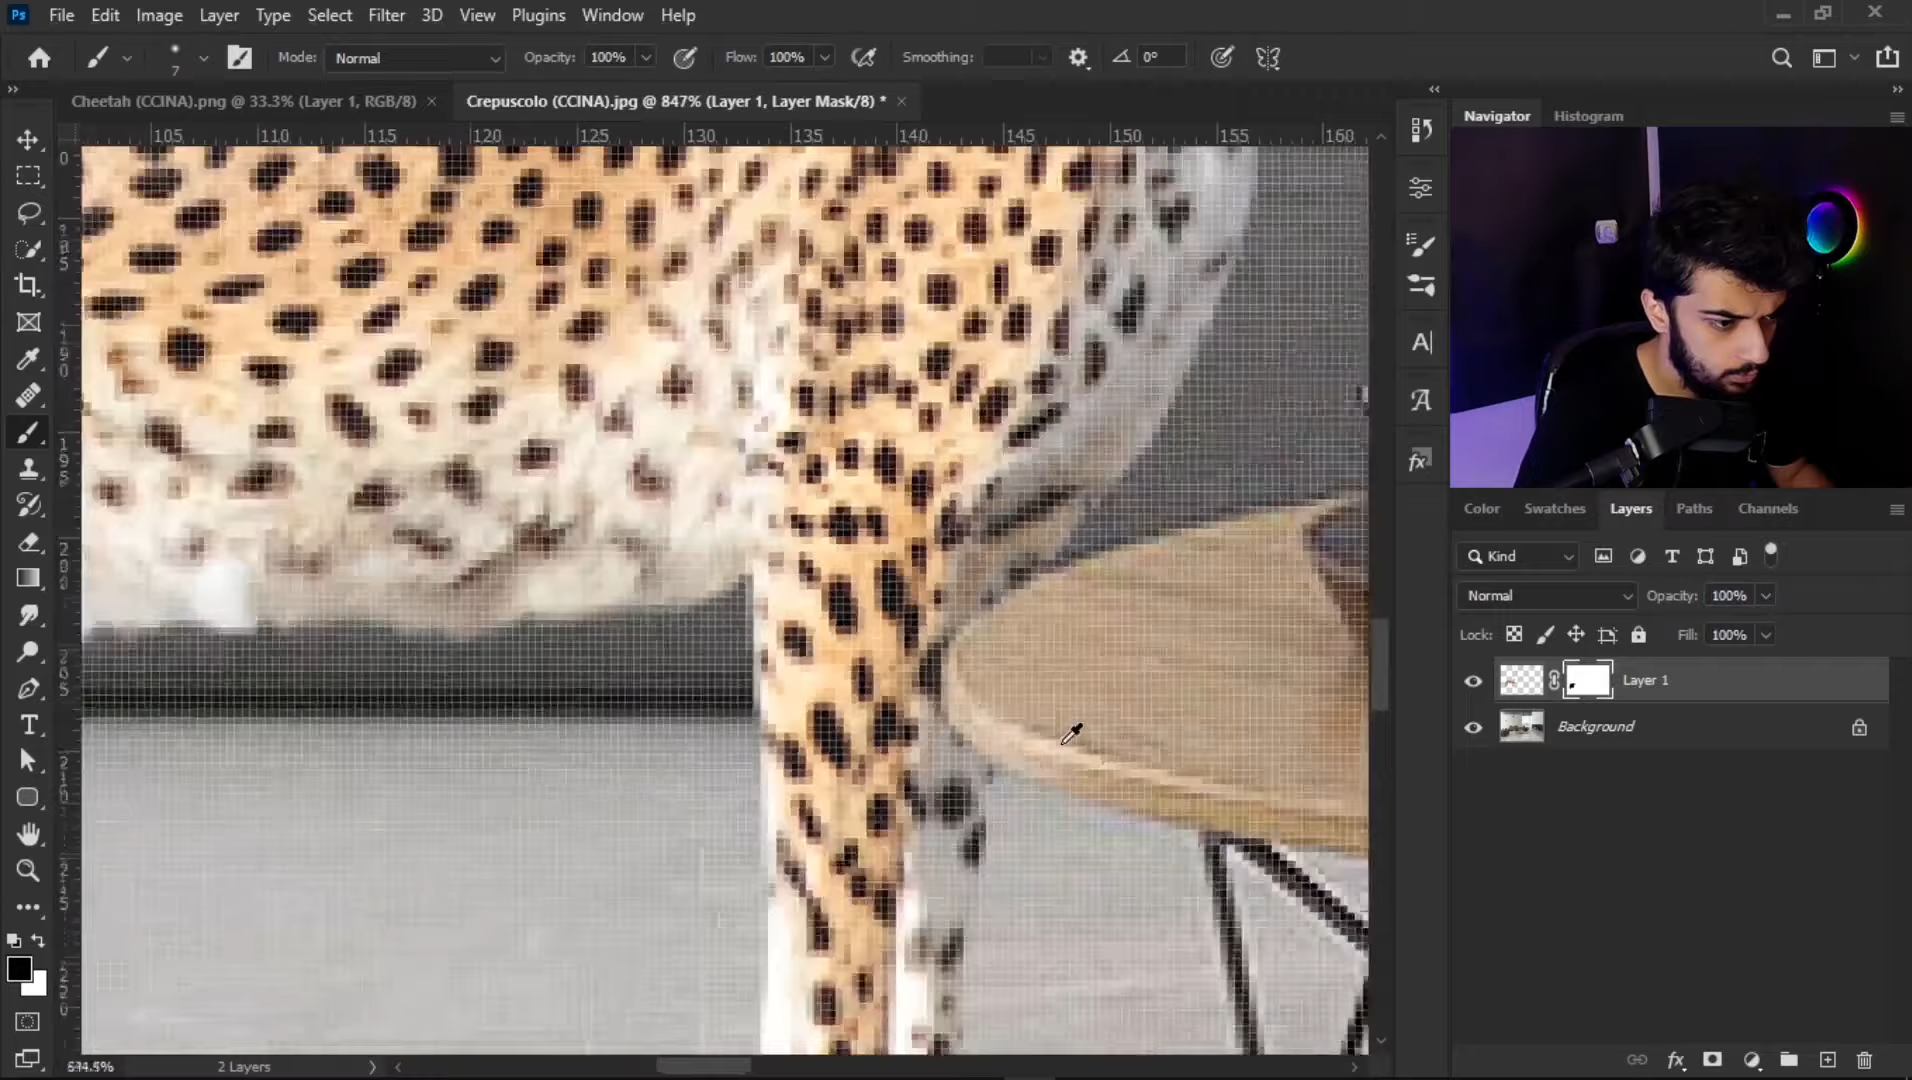 Ps File Edit Image Layer Type Select Filter 3D View Plugins Window Help
7 Mode: Normal Opacity: 100% Flow: 100% Smoothing: 0°
Cheetah (CCINA).png @ 33.3% (Layer 1, RGB/8) Crepuscolo (CCINA).jpg @ 847% (Layer 1, Layer Mask/8) *
105 110 115 120 125 130 135 140 145 150 155 160
Navigator Histogram
Color Swatches Layers Paths Channels
Kind
Normal Opacity: 100%
Lock: Fill: 100%
Layer 1
Background
2 Layers